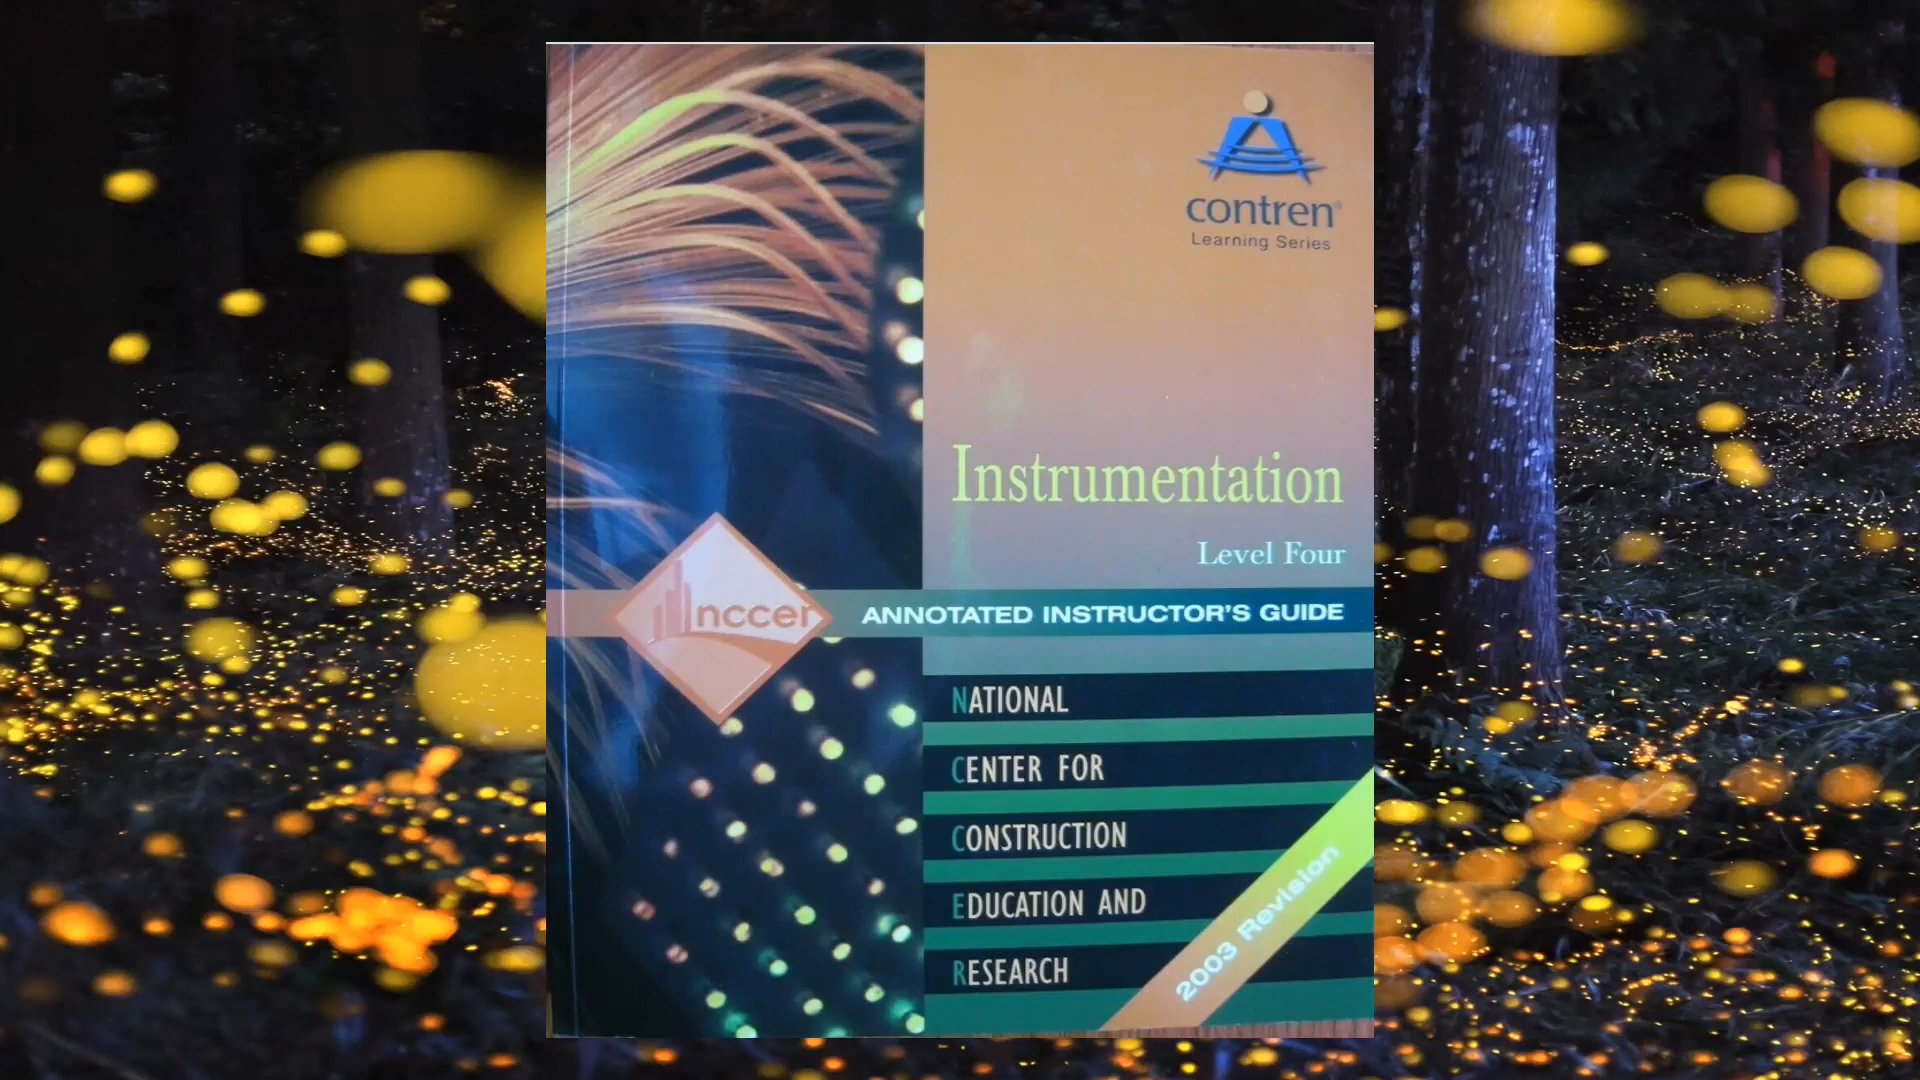 contren®
Learning Series
Instrumentation
Level Four
nccer
ANNOTATED INSTRUCTOR'S GUIDE
NATIONAL
CENTER FOR
CONSTRUCTION
EDUCATION AND
RESEARCH
2003 Revision